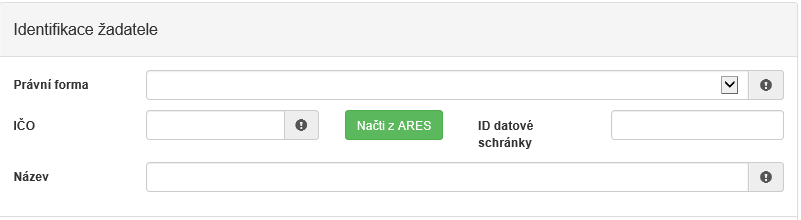 Identifikace žadatele
Právní forma
IČO
Načti z ARES
ID datové
schránky
Název